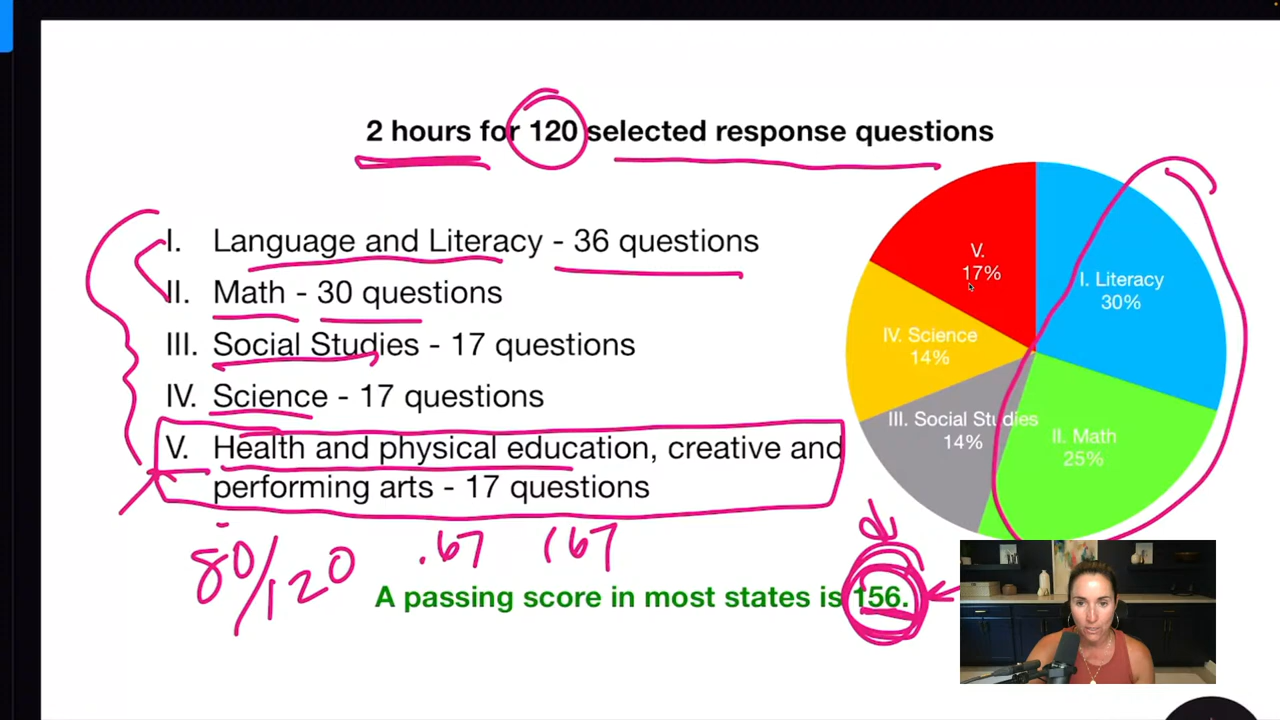 2 hours for 120 selected response questions
I. Language and Literacy - 36 questions
II. Math - 30 questions
III. Social Studies - 17 questions
IV. Science - 17 questions
V. Health and physical education, creative and
performing arts - 17 questions
80/120 .67 167
A passing score in most states is 156.
V.
17%
I. Literacy
30%
IV. Science
14%
III. Social Studies
14%
II. Math
25%